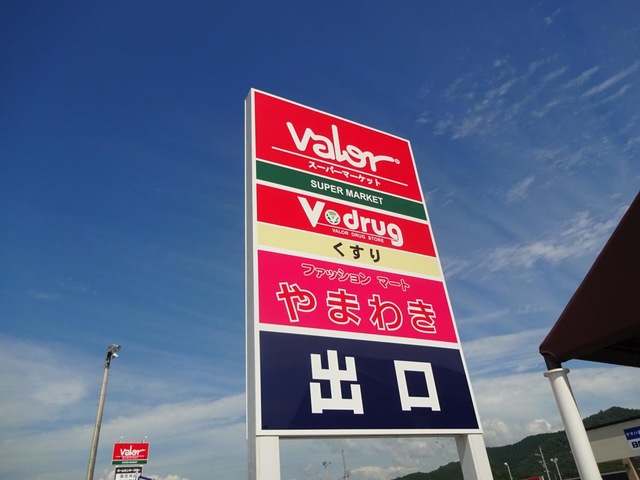 Valor
スーパーマーケット
SUPER MARKET
V drug
VALOR DRUG STORE
くすり
ファッション マート
やまわき
出口
Valor